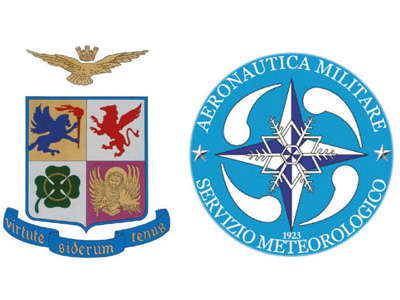 virtute siderum tenus
AERONAUTICA MILITARE
SERVIZIO METEOROLOGICO
1923